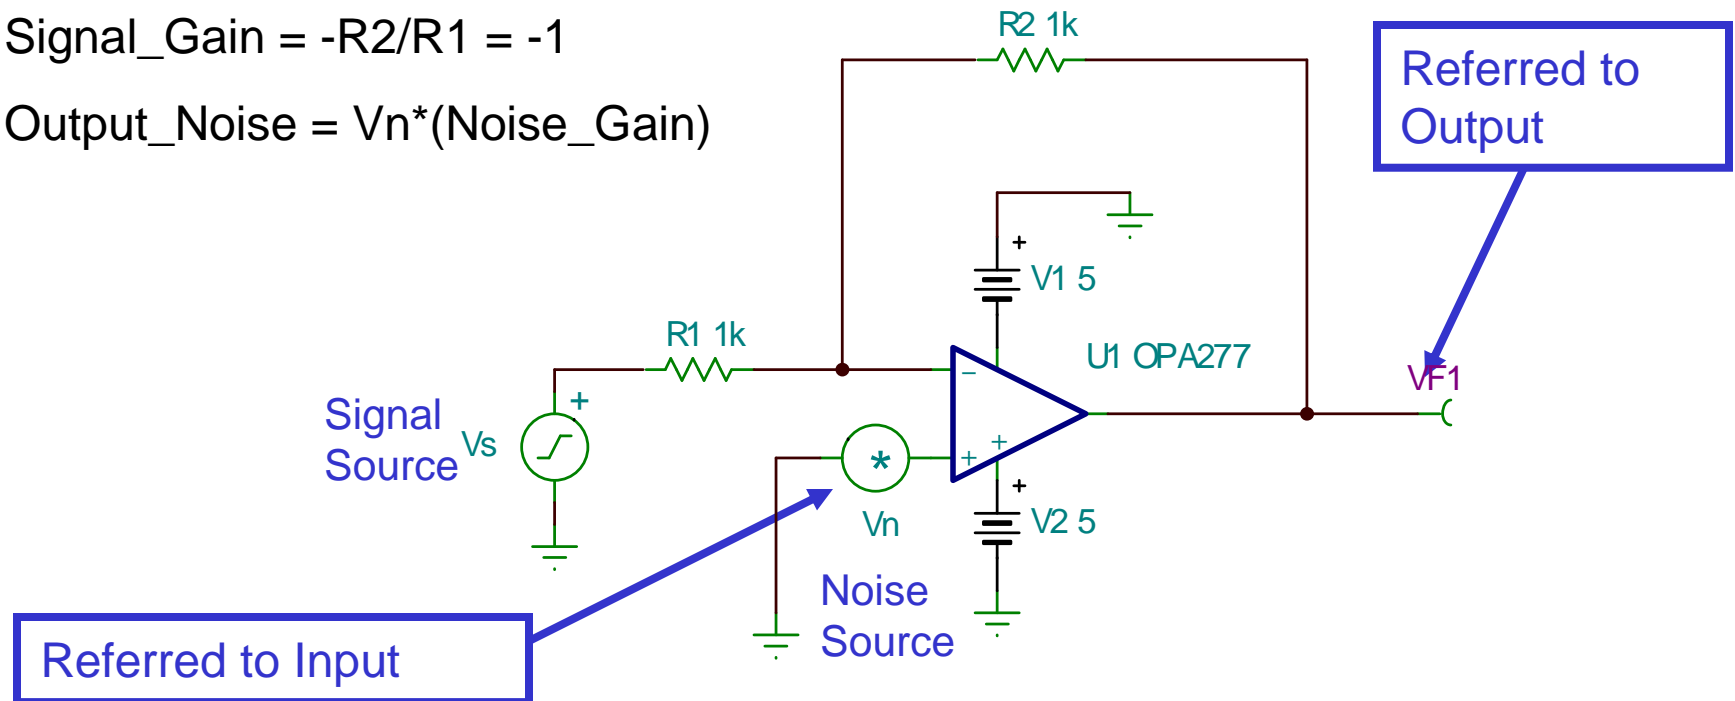 Signal_Gain = -R2/R1 = -1
Output_Noise = Vn*(Noise_Gain)
R2 1k
Referred to
Output
+
V1 5
R1 1k
U1 OPA277
VF1
Signal
Source
Vs
+
-
+
+
*
Vn
+
V2 5
Noise
Source
Referred to Input